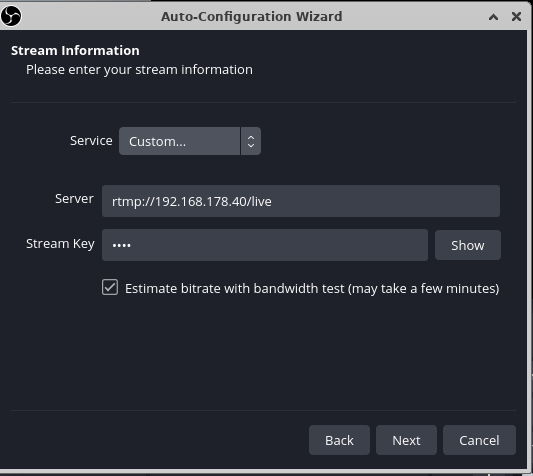 Auto-Configuration Wizard
Stream Information
Please enter your stream information
Service Custom...
Server rtmp://192.168.178.40/live
Stream Key •••• Show
Estimate bitrate with bandwidth test (may take a few minutes)
Back Next Cancel